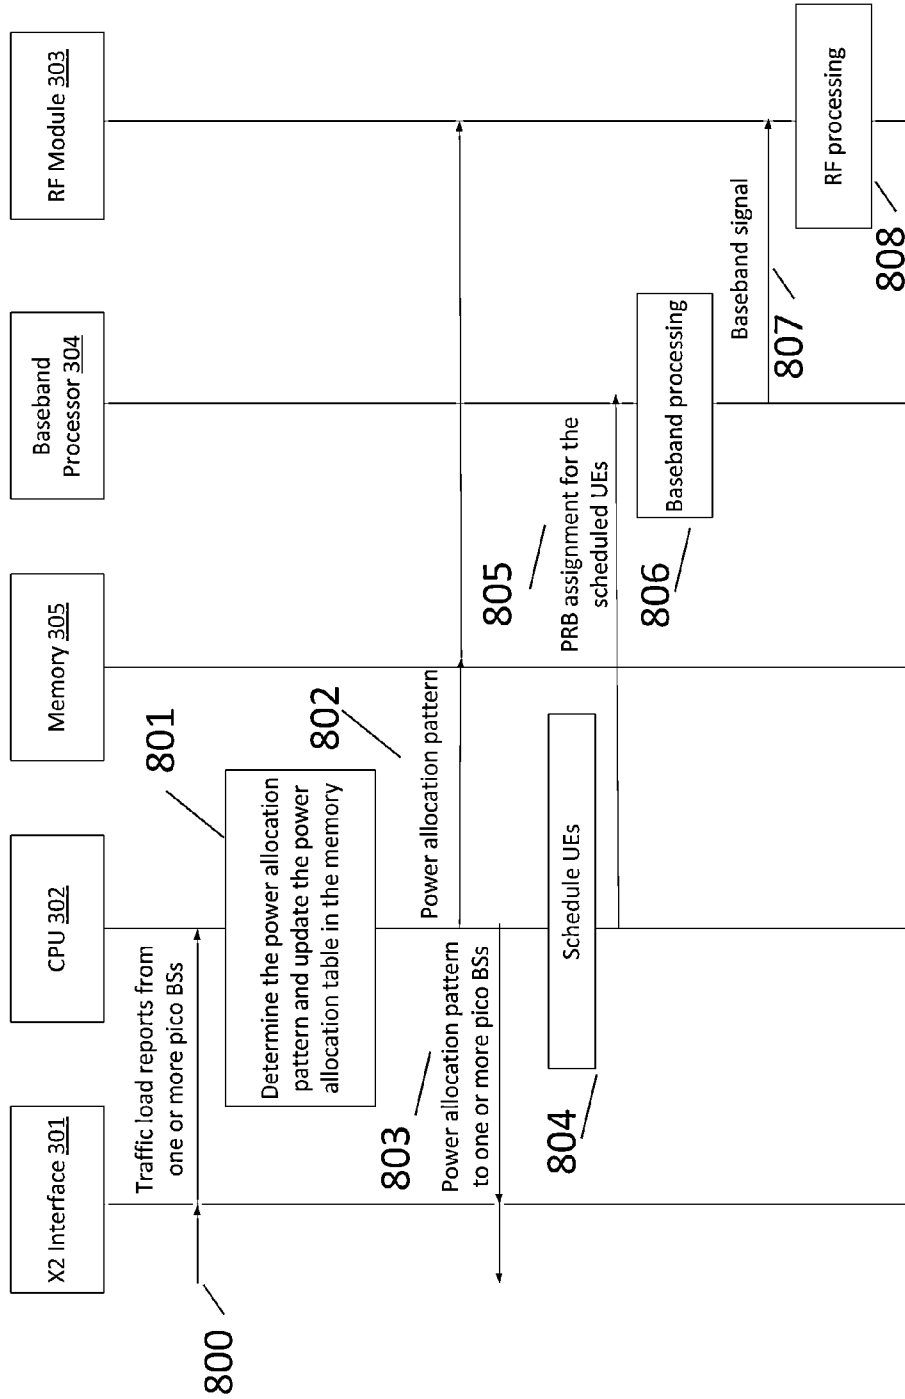 X2 Interface 301
CPU 302
Memory 305
Baseband
Processor 304
RF Module 303
800
Traffic load reports from
one or more pico BSs
801
Determine the power allocation
pattern and update the power
allocation table in the memory
802
Power allocation pattern
803
Power allocation pattern
to one or more pico BSs
804
Schedule UEs
805
PRB assignment for the
scheduled UEs
806
Baseband processing
Baseband signal
807
RF processing
808